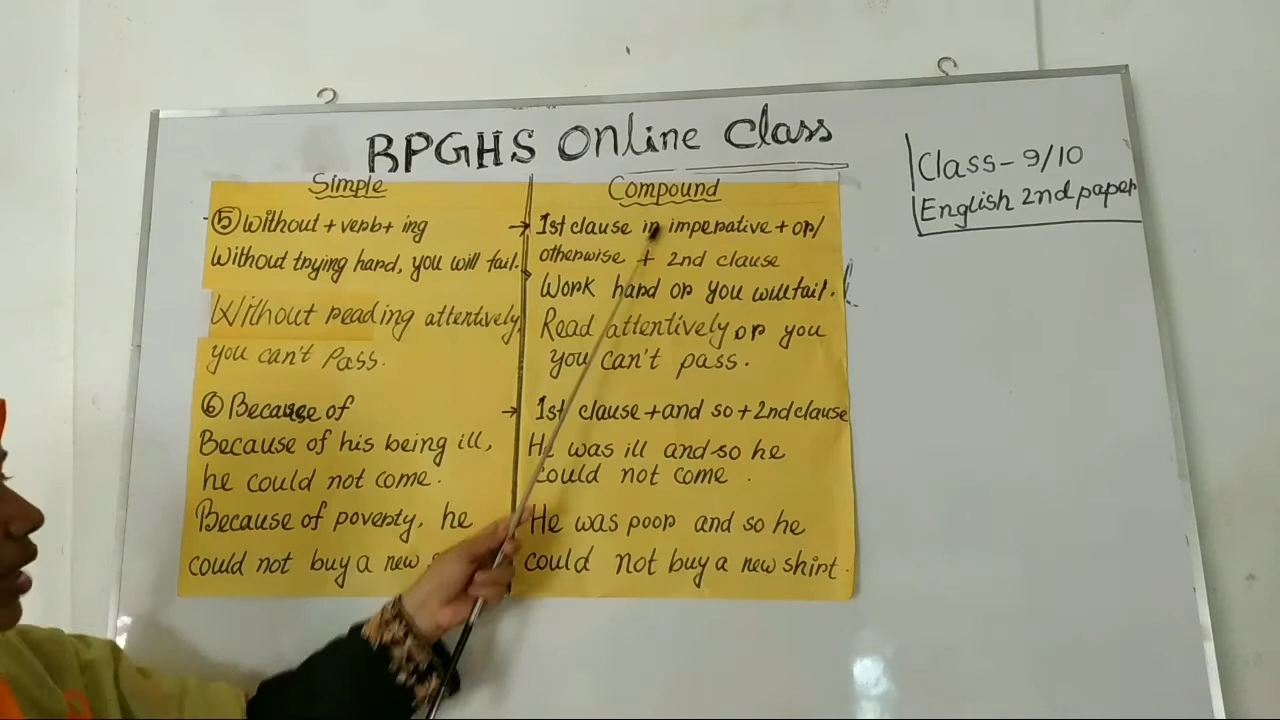 BPGHS Online Class
Class-9/10
English 2nd paper
Simple
⑤ Without + verb + ing
Without trying hard, you will fail.
Without reading attentively,
you can't Pass.
⑥ Because of
Because of his being ill,
he could not come.
Because of poverty, he
could not buy a new
Compound
→ 1st clause in imperative + or/
otherwise + 2nd clause
Work hard or you will fail.
Read attentively or you
you can't pass.
→ 1st clause + and so + 2nd clause
He was ill and so he
could not come.
He was poor and so he
could not buy a new shirt.